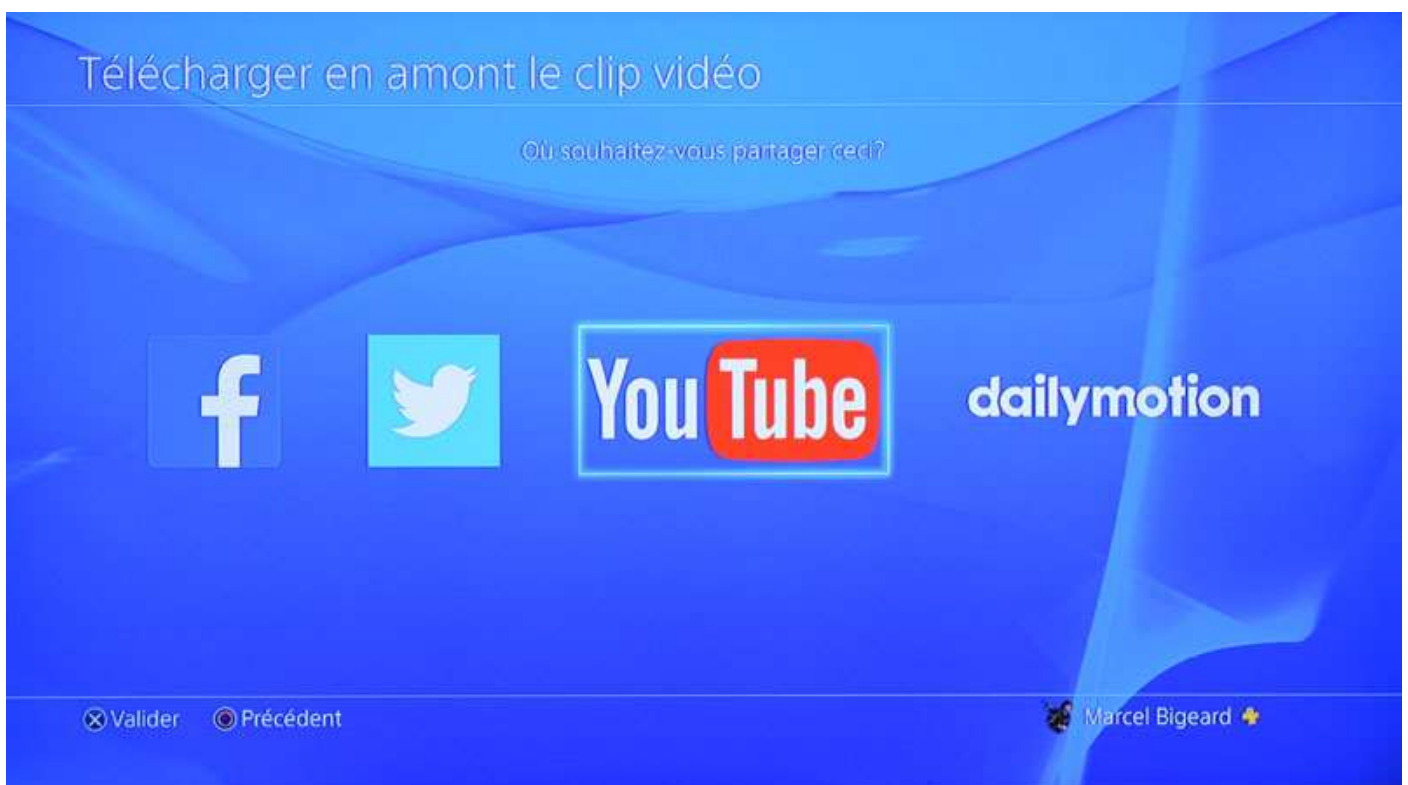 Télécharger en amont le clip vidéo
Où souhaitez-vous partager ceci?
f
YouTube
dailymotion
Valider Précédent Marcel Bigeard